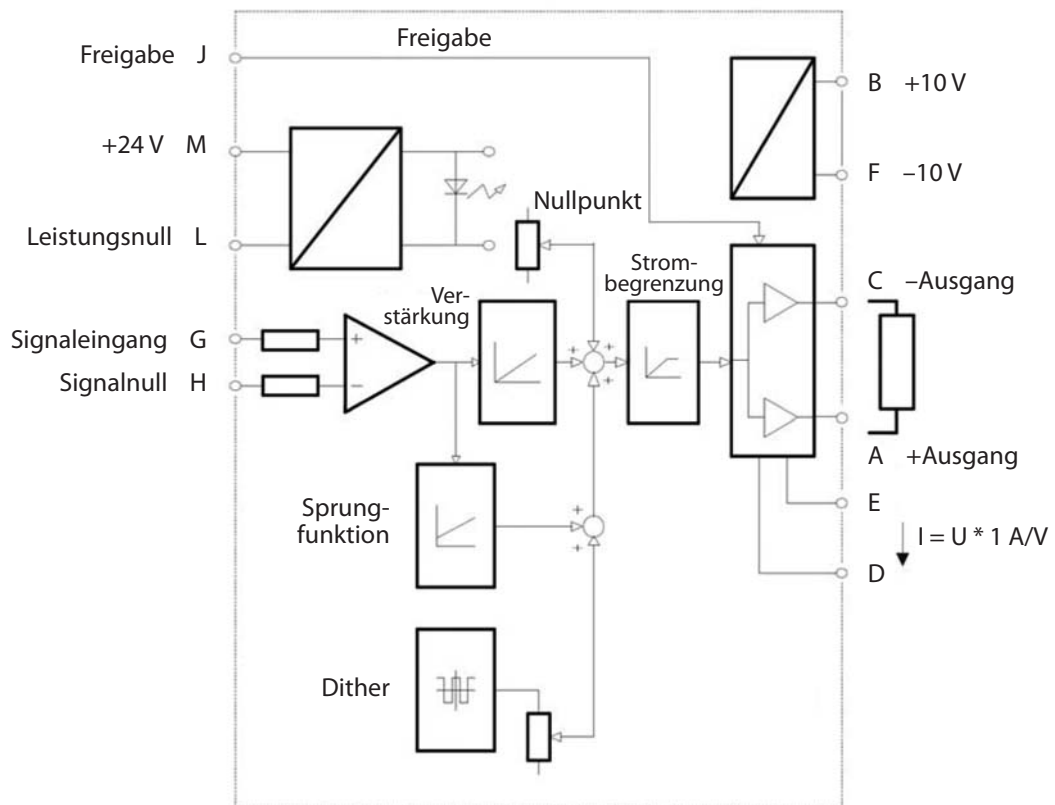 Freigabe J
Freigabe
B +10 V
+24 V M
F –10 V
Nullpunkt
Leistungsnull L
Strom-
begrenzung
C –Ausgang
Ver-
stärkung
Signaleingang G
+
+
+
+
Signalnull H
–
A +Ausgang
E
Sprung-
funktion
+
+
I = U * 1 A/V
D
Dither